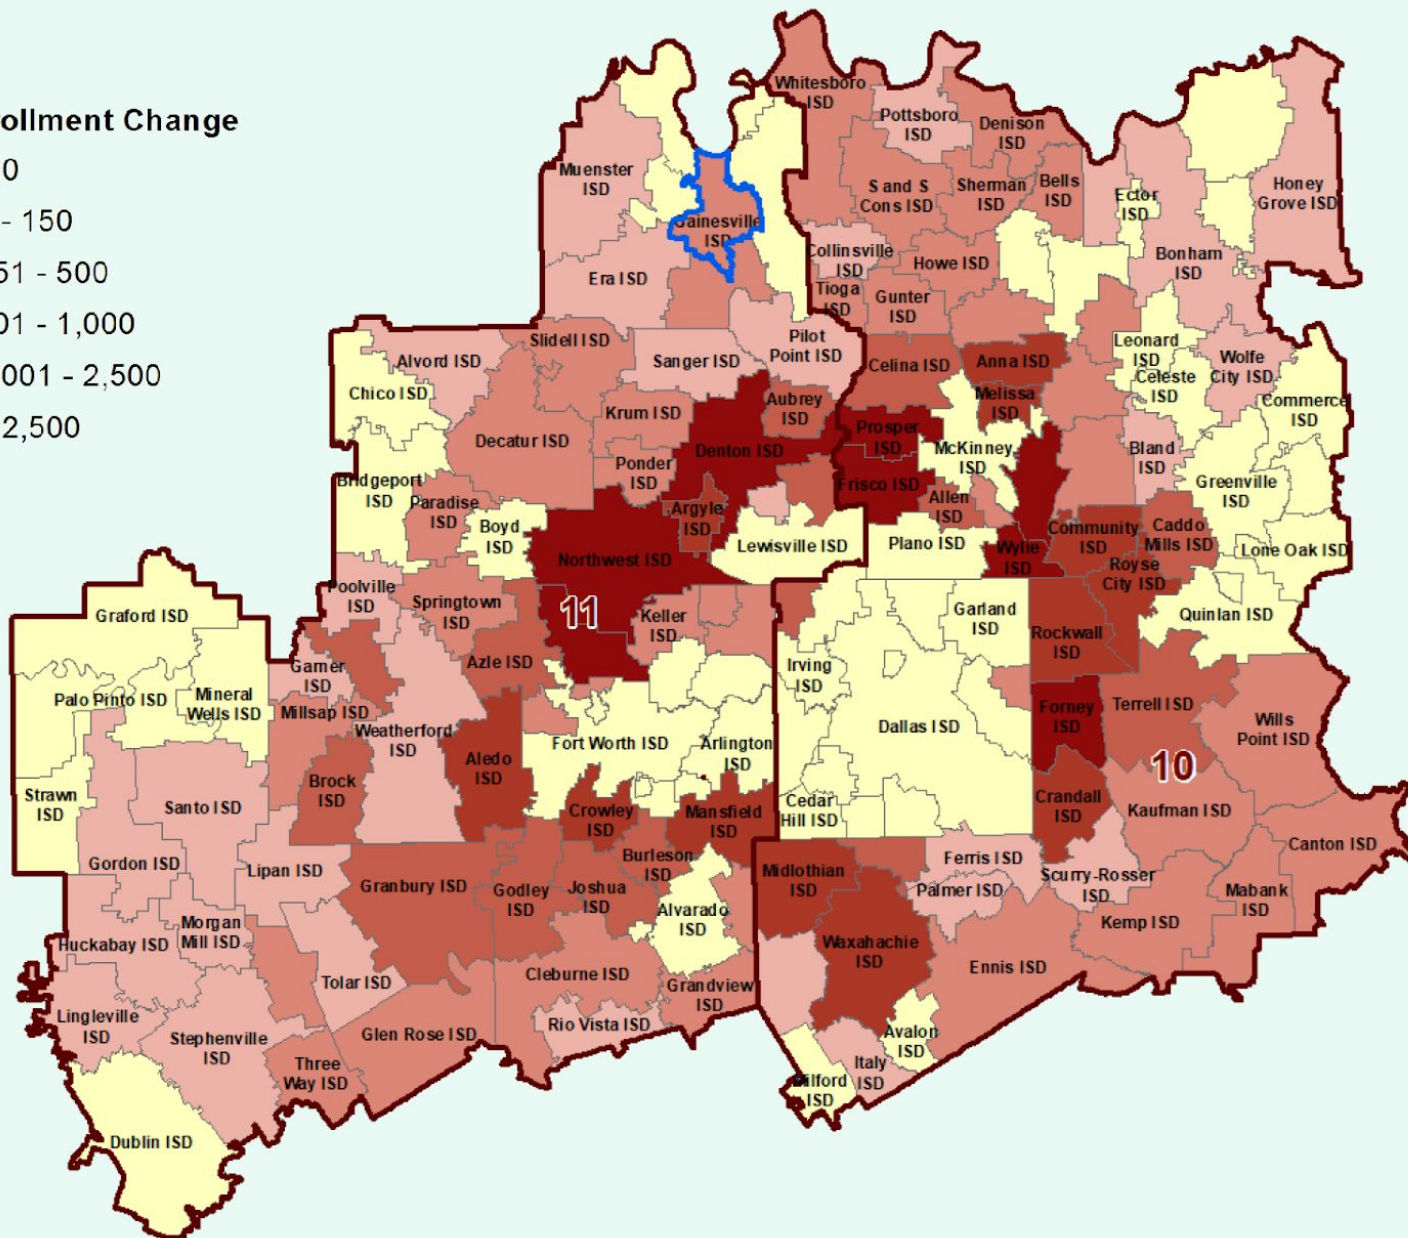 ollment Change
0
- 150
51 - 500
01 - 1,000
001 - 2,500
2,500
Whitesboro
ISD
Pottsboro
ISD
Denison
ISD
Muenster
ISD
S and S
Cons ISD
Sherman
ISD
Bells
ISD
Ector
ISD
Honey
Grove ISD
Gainesville
ISD
Collinsville
ISD
Howe ISD
Bonham
ISD
Era ISD
Tioga
ISD
Gunter
ISD
Slidell ISD
Pilot
Point ISD
Alvord ISD
Sanger ISD
Celina ISD
Anna ISD
Leonard
ISD
Wolfe
City ISD
Celeste
ISD
Chico ISD
Krum ISD
Aubrey
ISD
Melissa
ISD
Commerce
ISD
Decatur ISD
Denton ISD
Prosper
ISD
McKinney
ISD
Bland
ISD
Bridgeport
ISD
Ponder
ISD
Frisco ISD
Greenville
ISD
Paradise
ISD
Argyle
ISD
Allen
ISD
Boyd
ISD
Lewisville ISD
Plano ISD
Wylie
ISD
Community
ISD
Caddo
Mills ISD
Lone Oak ISD
Northwest ISD
Royse
City ISD
Poolville
ISD
Springtown
ISD
11
Keller
ISD
Garland
ISD
Quinlan ISD
Graford ISD
Rockwall
ISD
Garner
ISD
Azle ISD
Irving
ISD
Palo Pinto ISD
Mineral
Wells ISD
Millsap ISD
Weatherford
ISD
Fort Worth ISD
Arlington
ISD
Dallas ISD
Forney
ISD
Terrell ISD
Wills
Point ISD
10
Aledo
ISD
Strawn
ISD
Santo ISD
Brock
ISD
Crowley
ISD
Mansfield
ISD
Cedar
Hill ISD
Crandall
ISD
Kaufman ISD
Canton ISD
Gordon ISD
Lipan ISD
Granbury ISD
Godley
ISD
Joshua
ISD
Burleson
ISD
Midlothian
ISD
Ferris ISD
Palmer ISD
Scurry-Rosser
ISD
Mabank
ISD
Alvarado
ISD
Kemp ISD
Huckabay ISD
Morgan
Mill ISD
Waxahachie
ISD
Ennis ISD
Tolar ISD
Cleburne ISD
Grandview
ISD
Lingleville
ISD
Stephenville
ISD
Glen Rose ISD
Rio Vista ISD
Avalon
ISD
Three
Way ISD
Milford
ISD
Italy
ISD
Dublin ISD